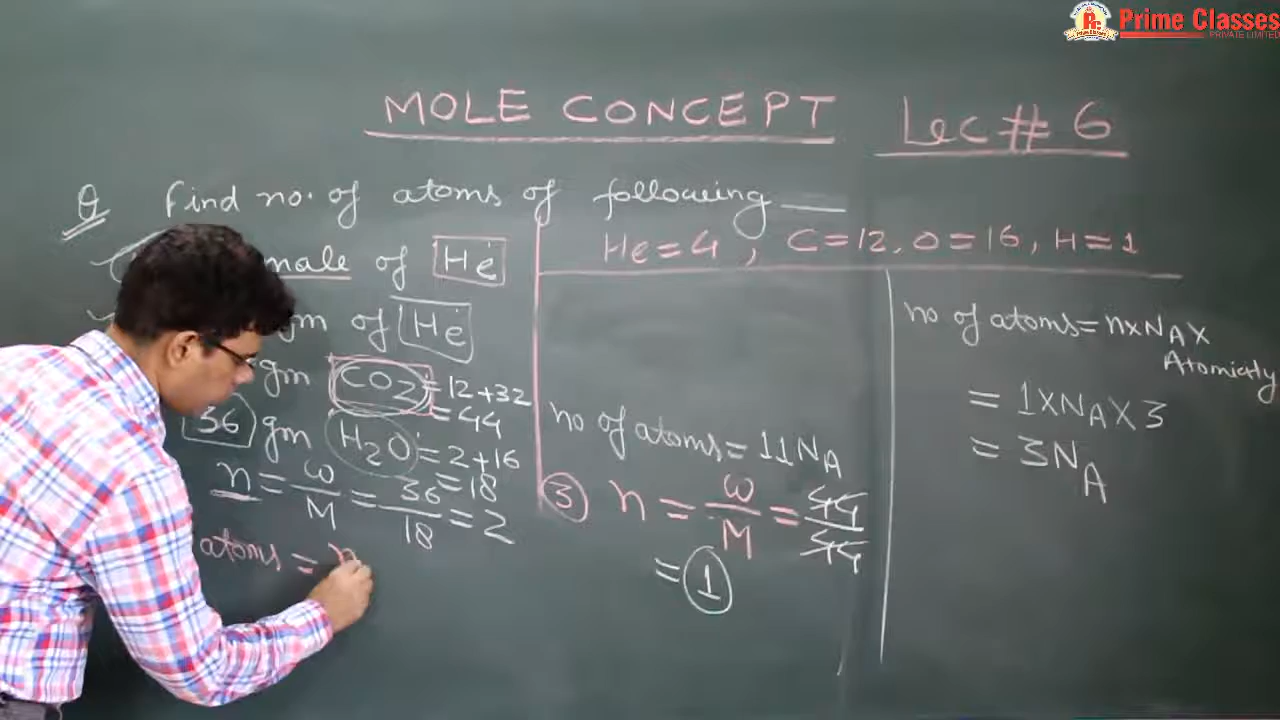 Prime Classes
PRIVATE LIMITED
MOLE CONCEPT Lec # 6
Q Find no. of atoms of following
He = 4, C = 12, O = 16, H = 1
mole of He
gm of He
gm CO2 = 12 + 32
= 44
36 gm H2O = 2 + 16
= 18
n = w/M = 36/18 = 2
atoms = n
no of atoms = 11NA
3 n = w/M = 44/44
= 1
no of atoms = n x NA x
Atomicity
= 1 x NA x 3
= 3NA